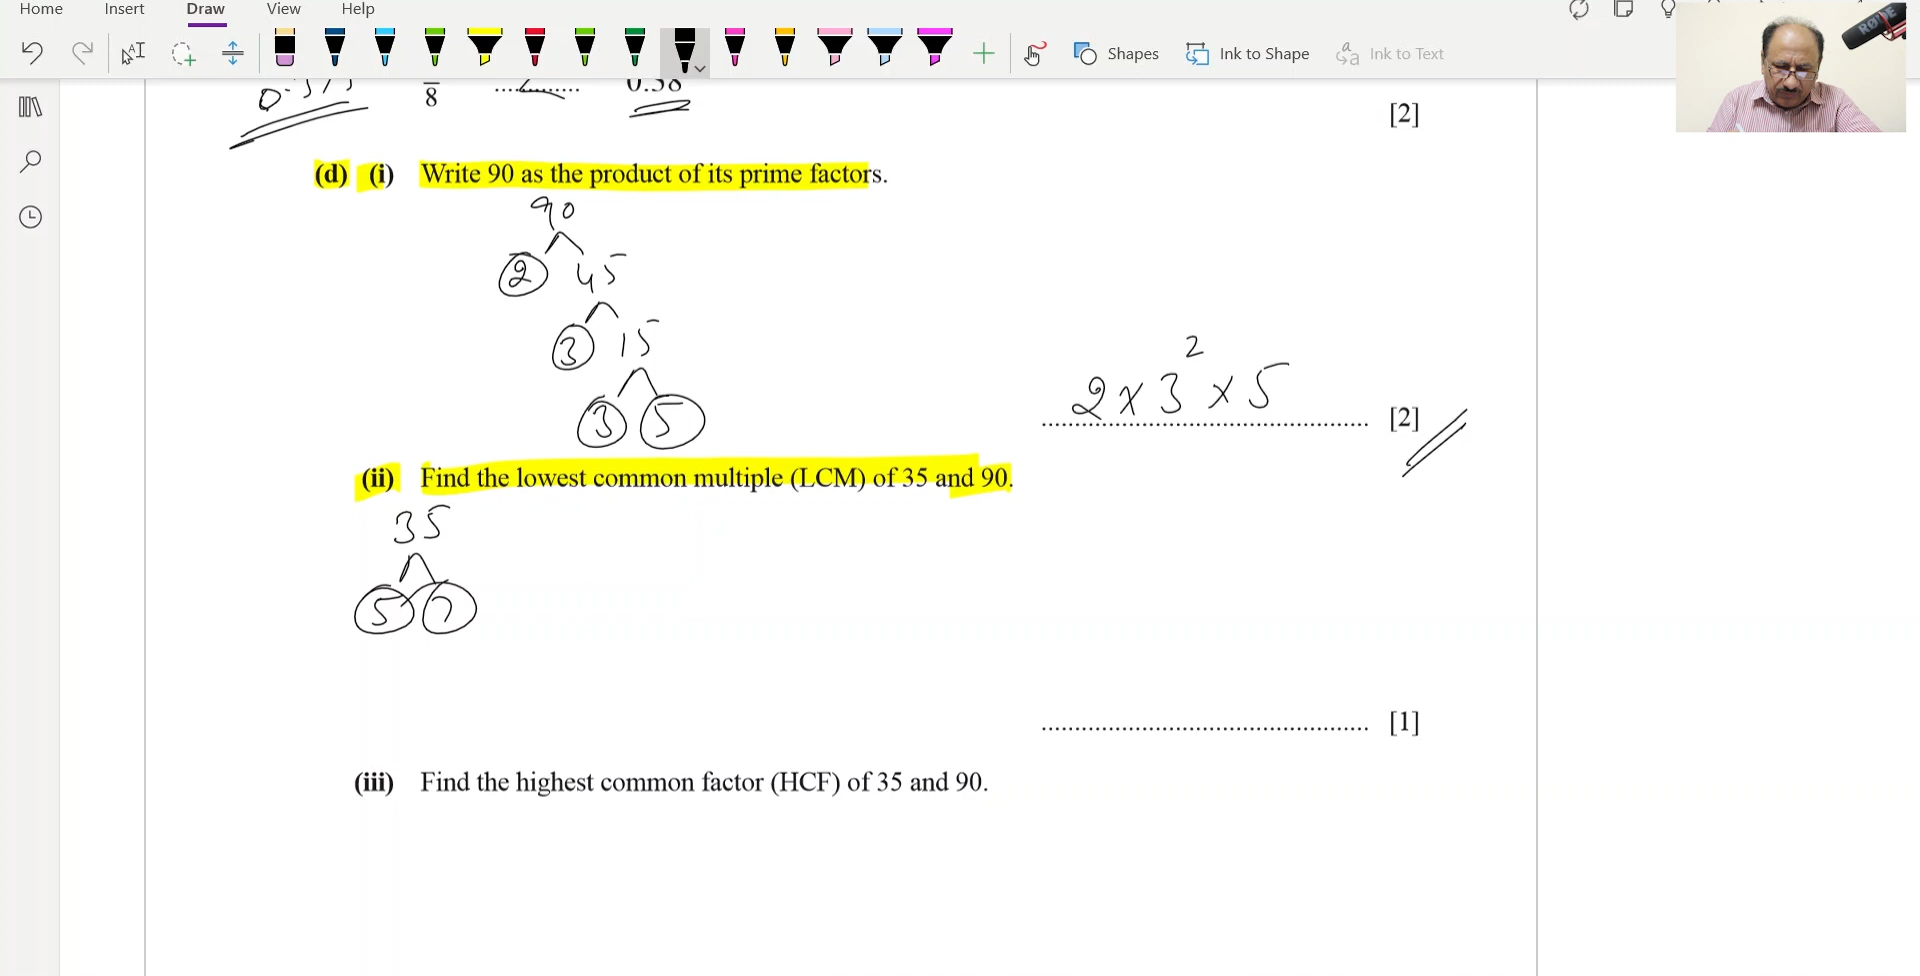 Home Insert Draw View Help
Shapes Ink to Shape Ink to Text
RØDE
8 0.38
[2]
(d) (i) Write 90 as the product of its prime factors.
90
2 45
3 15
3 5
2 x 3² x 5
[2]
(ii) Find the lowest common multiple (LCM) of 35 and 90.
35
5 7
[1]
(iii) Find the highest common factor (HCF) of 35 and 90.